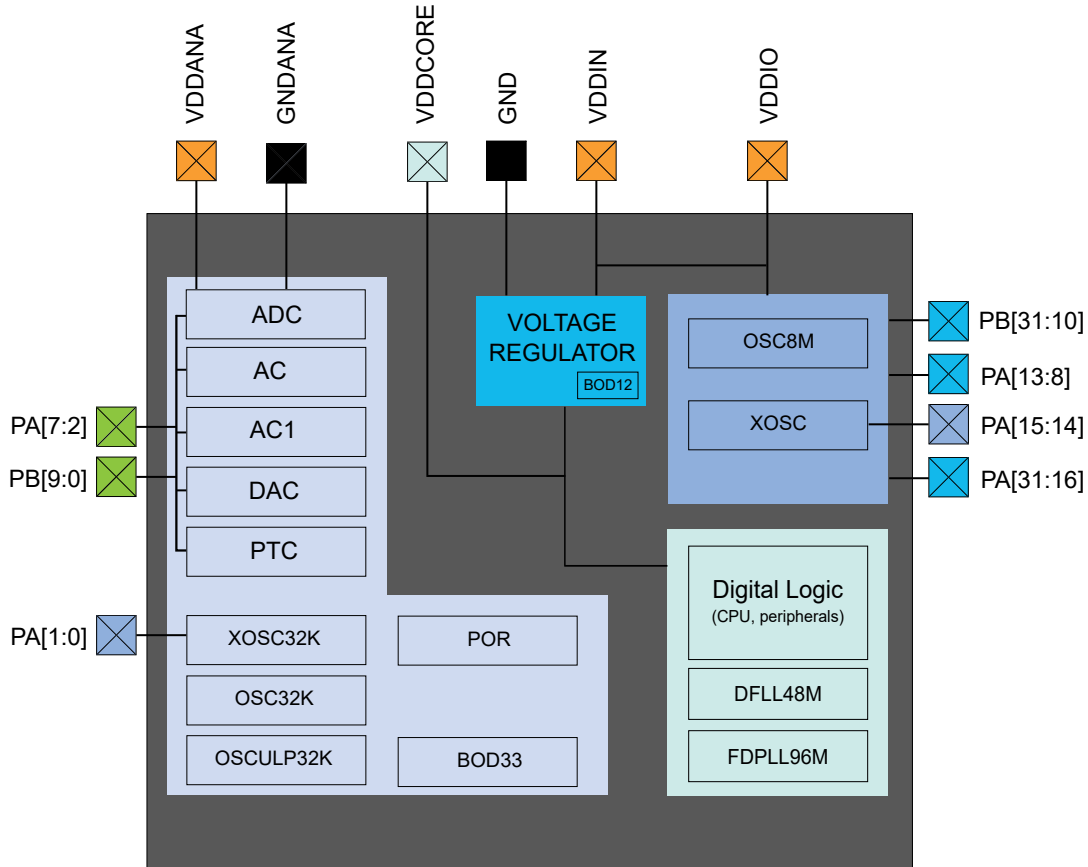 VDDANA
GNDANA
VDDCORE
GND
VDDIN
VDDIO
ADC
AC
AC1
DAC
PTC
PA[7:2]
PB[9:0]
PA[1:0]
XOSC32K
OSC32K
OSCULP32K
POR
BOD33
VOLTAGE
REGULATOR
BOD12
OSC8M
XOSC
PB[31:10]
PA[13:8]
PA[15:14]
PA[31:16]
Digital Logic
(CPU, peripherals)
DFLL48M
FDPLL96M